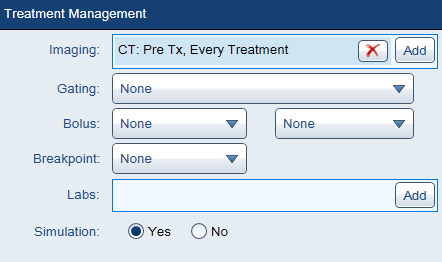 Treatment Management
Imaging: CT: Pre Tx, Every Treatment Add
Gating: None
Bolus: None None
Breakpoint: None
Labs: Add
Simulation: Yes No